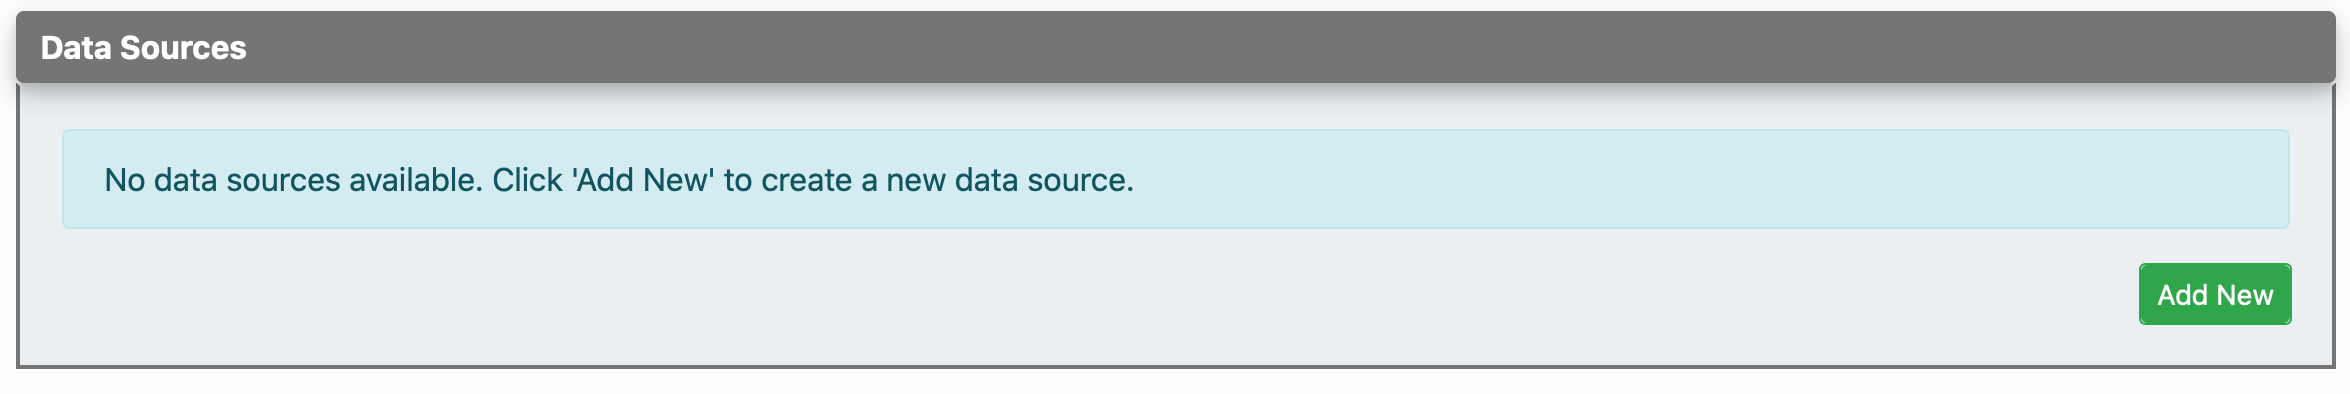 Data Sources
No data sources available. Click 'Add New' to create a new data source.
Add New